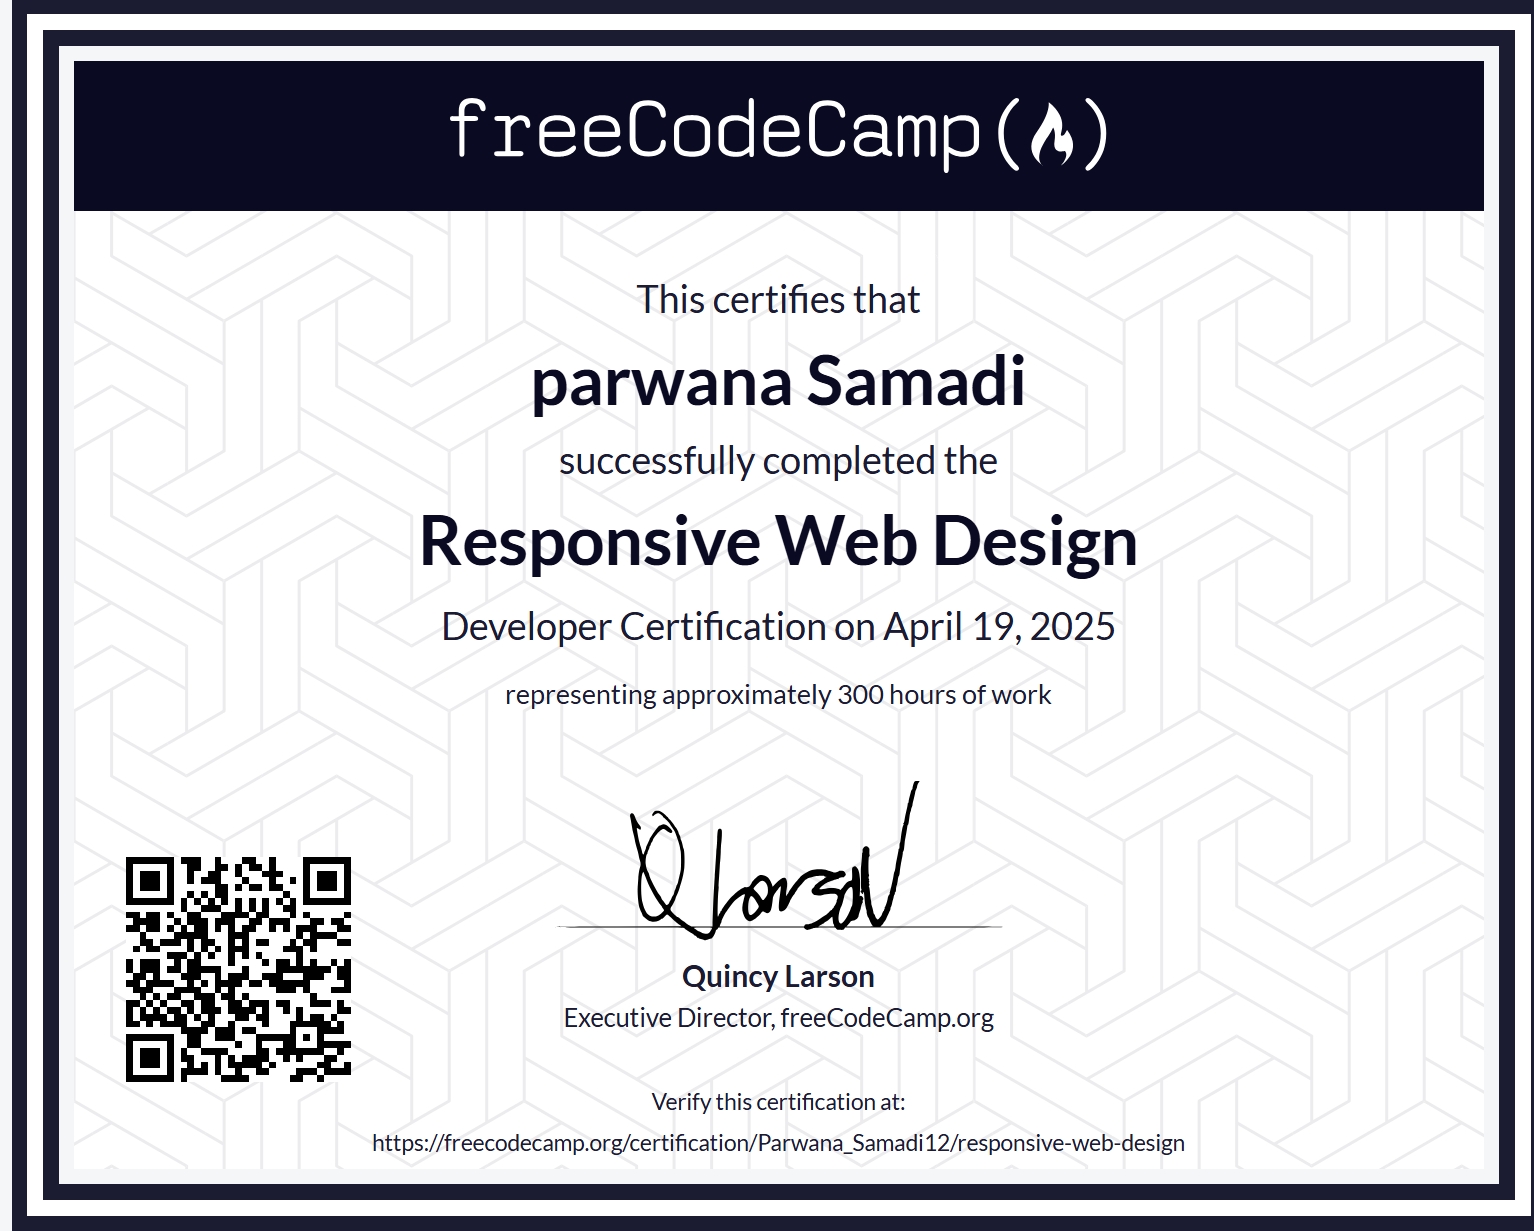 freeCodeCamp(🔥)
This certifies that
parwana Samadi
successfully completed the
Responsive Web Design
Developer Certification on April 19, 2025
representing approximately 300 hours of work
Q Larson
Quincy Larson
Executive Director, freeCodeCamp.org
Verify this certification at:
https://freecodecamp.org/certification/Parwana_Samadi12/responsive-web-design